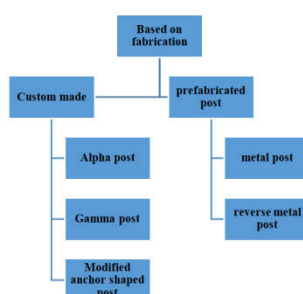 Based on
fabrication
Custom made
prefabricated
post
Alpha post
metal post
Gamma post
reverse metal
post
Modified
anchor shaped
post